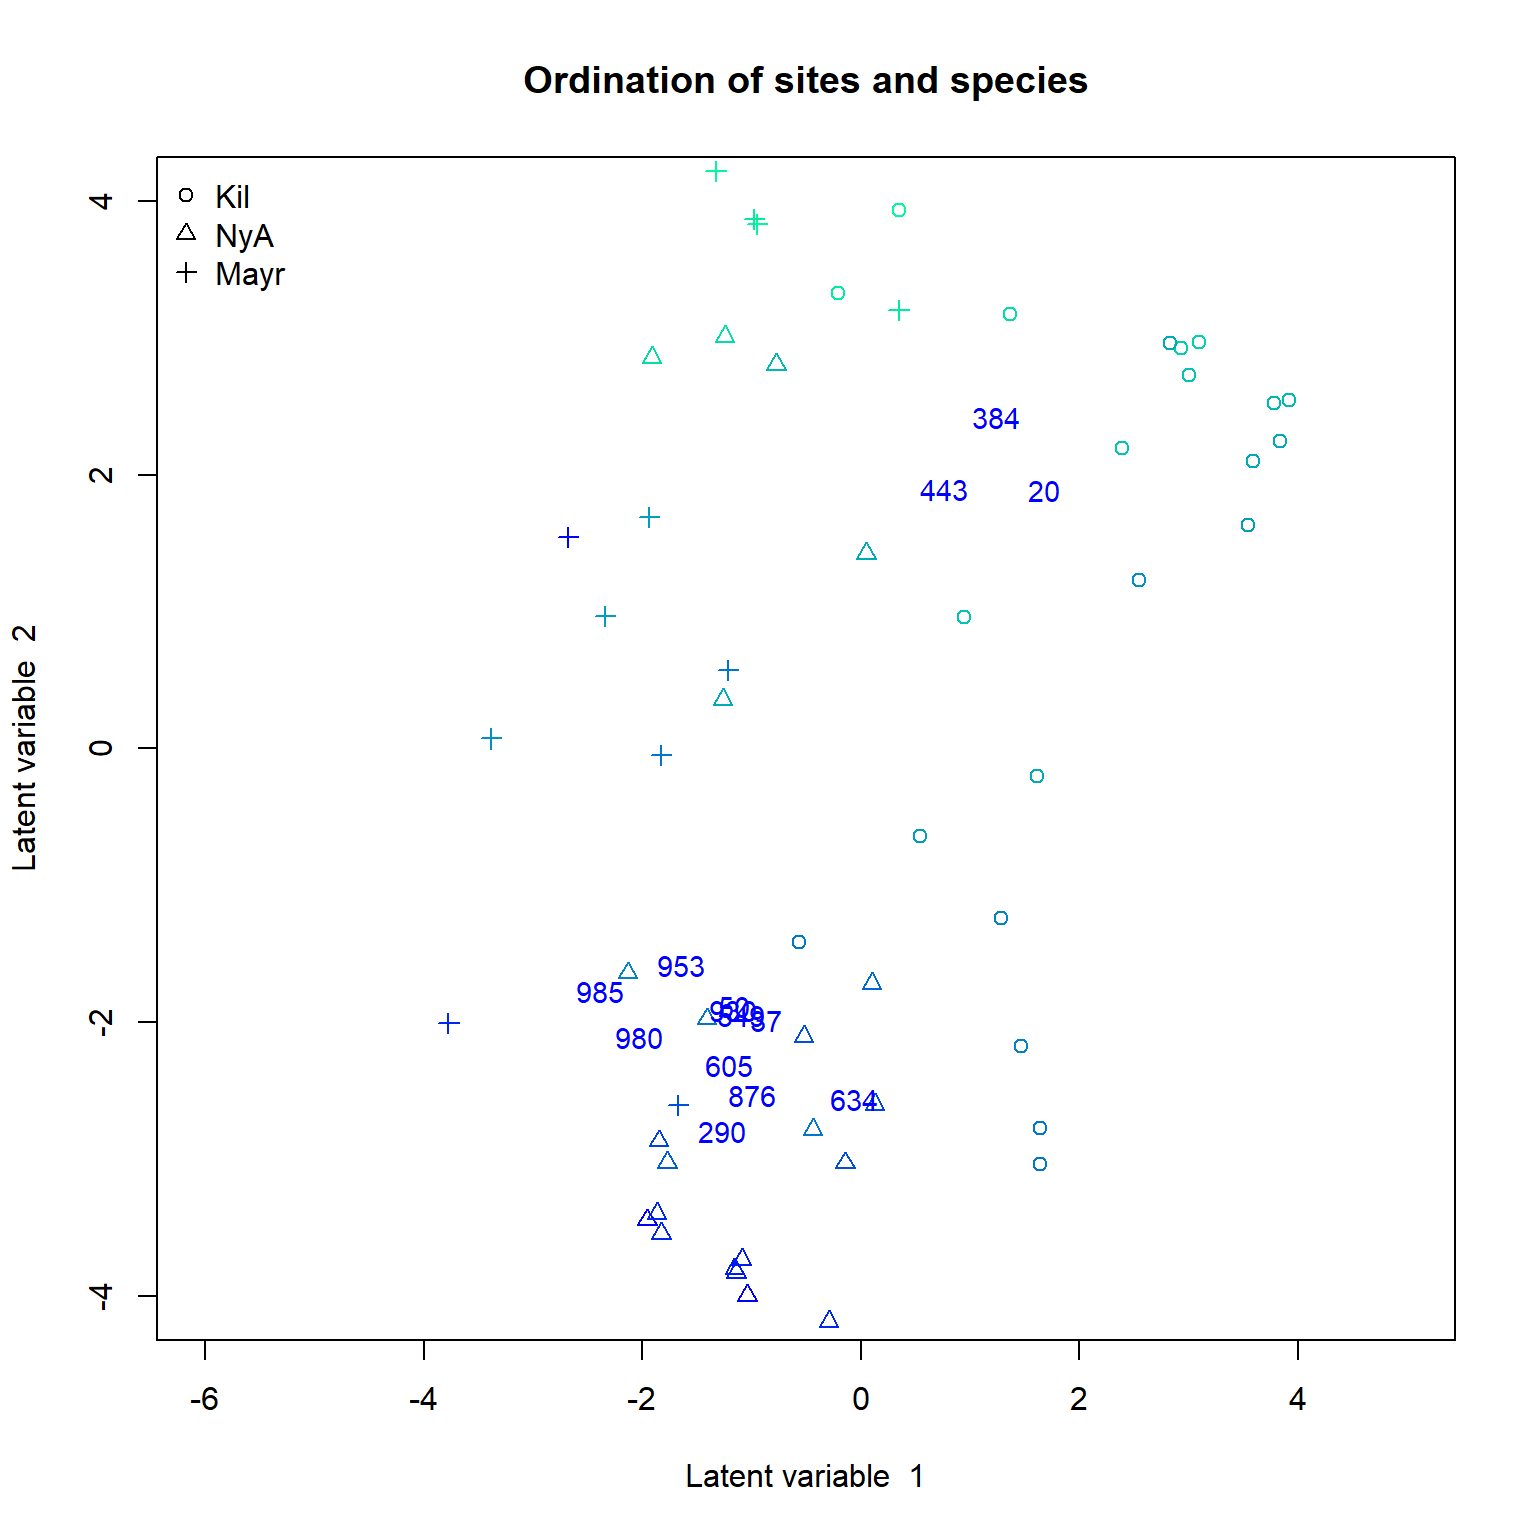 Ordination of sites and species
Kil
NyA
Mayr
4
2
0
-2
-4
Latent variable 2
384
443 20
953
985
980
605
876
634
290
-6 -4 -2 0 2 4
Latent variable 1